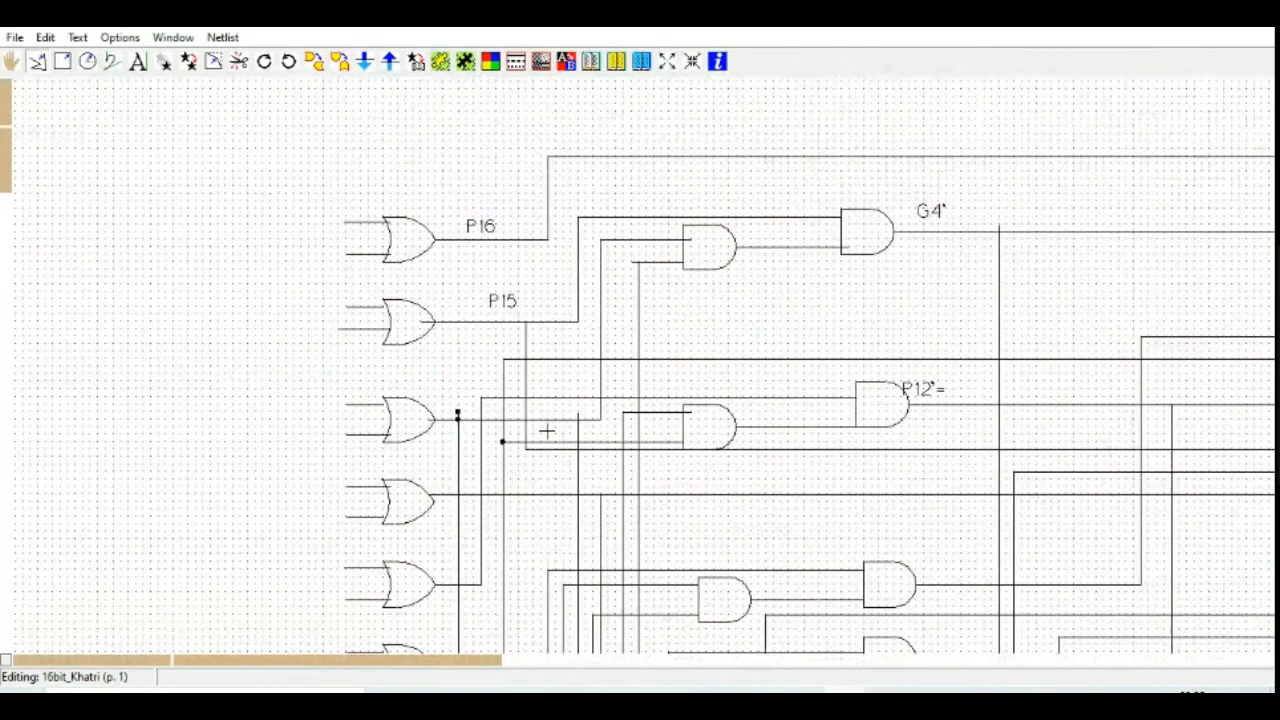 File Edit Text Options Window Netlist
P16
G4'
P15
P12'=
Editing: 16bit_Khatri (p. 1)